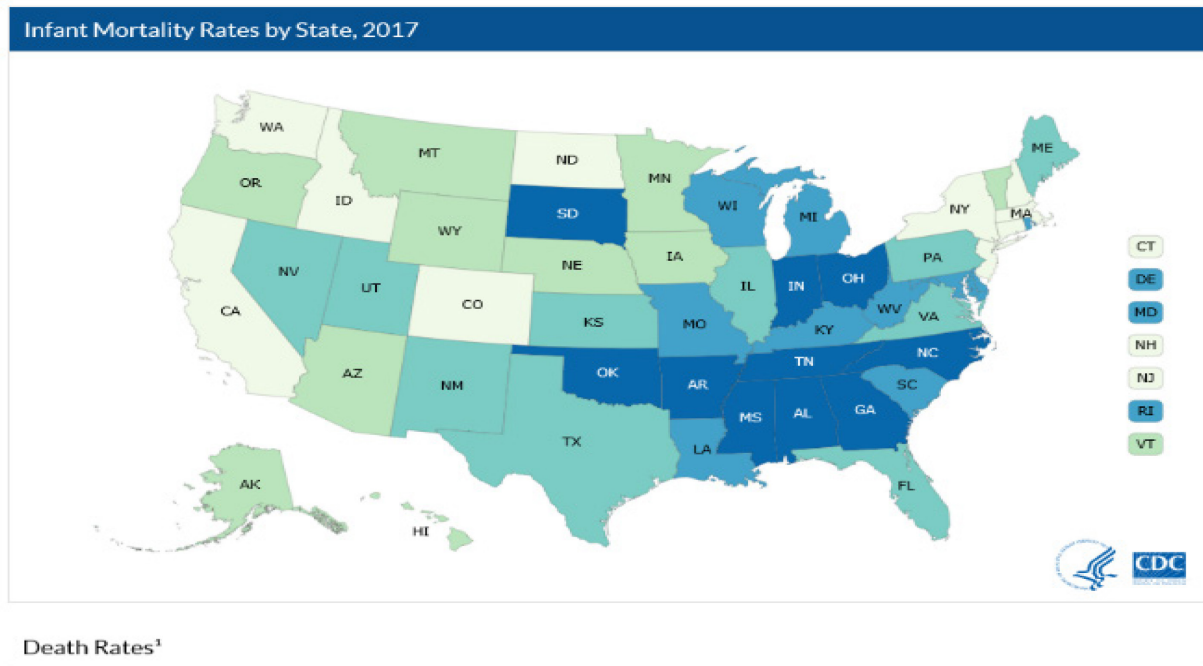 Infant Mortality Rates by State, 2017
WA
MT
ND
MN
ME
OR
ID
SD
WI
MI
NY
MA
WY
NE
IA
PA
CT
NV
UT
CO
KS
IL
IN
OH
DE
CA
MO
KY
WV
VA
MD
AZ
NM
OK
AR
TN
NC
NH
SC
NJ
TX
MS
AL
GA
LA
RI
VT
AK
FL
HI
CDC
Death Rates¹